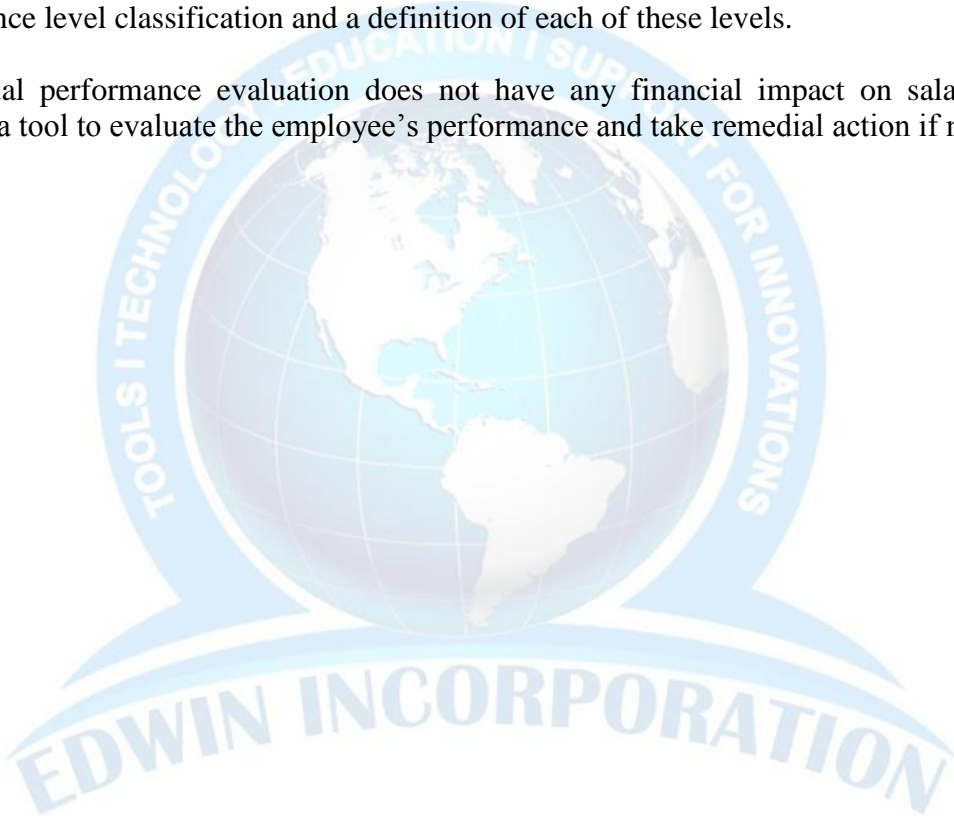 nce level classification and a definition of each of these levels.
al performance evaluation does not have any financial impact on sala
a tool to evaluate the employee's performance and take remedial action if
TOOLS I TECHNOLOGY EDUCATION I SUPPORT FOR INNOVATIONS
EDWIN INCORPORATION